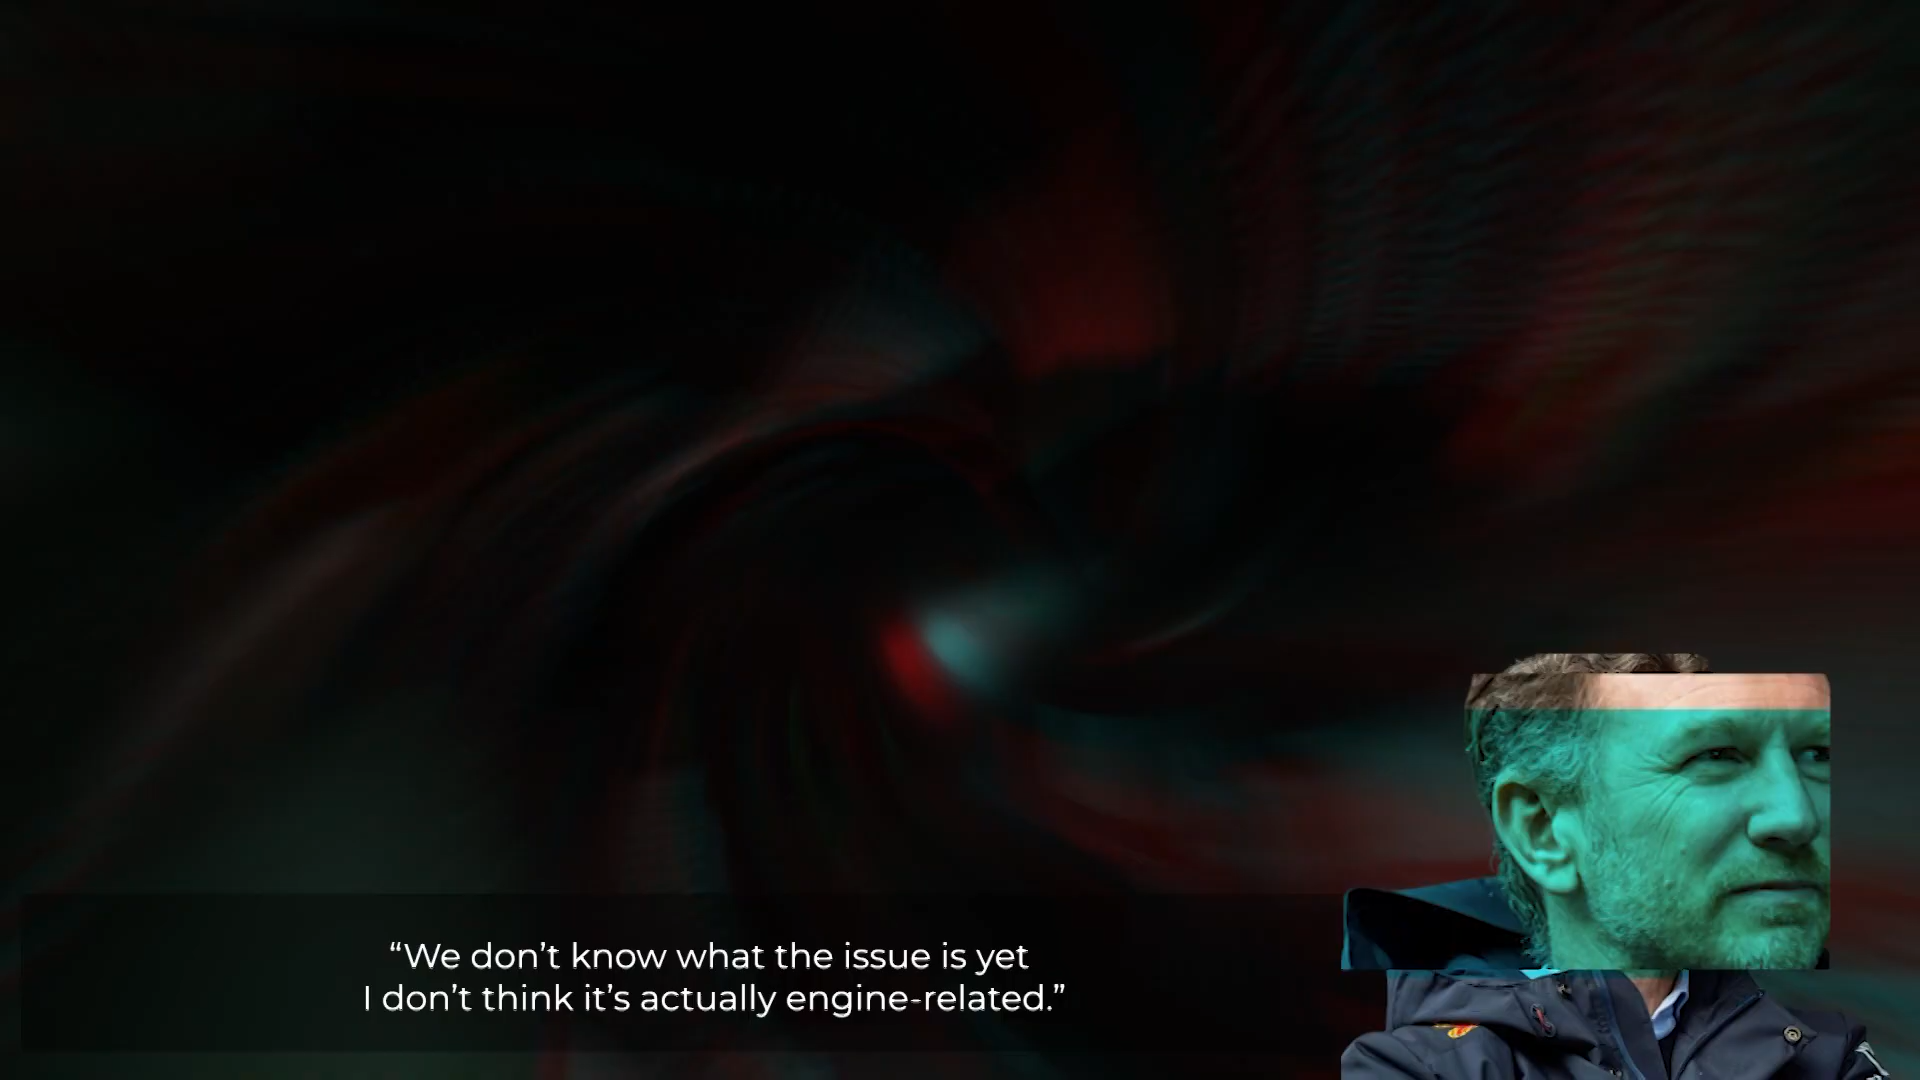 “We don’t know what the issue is yet
I don’t think it’s actually engine-related.”